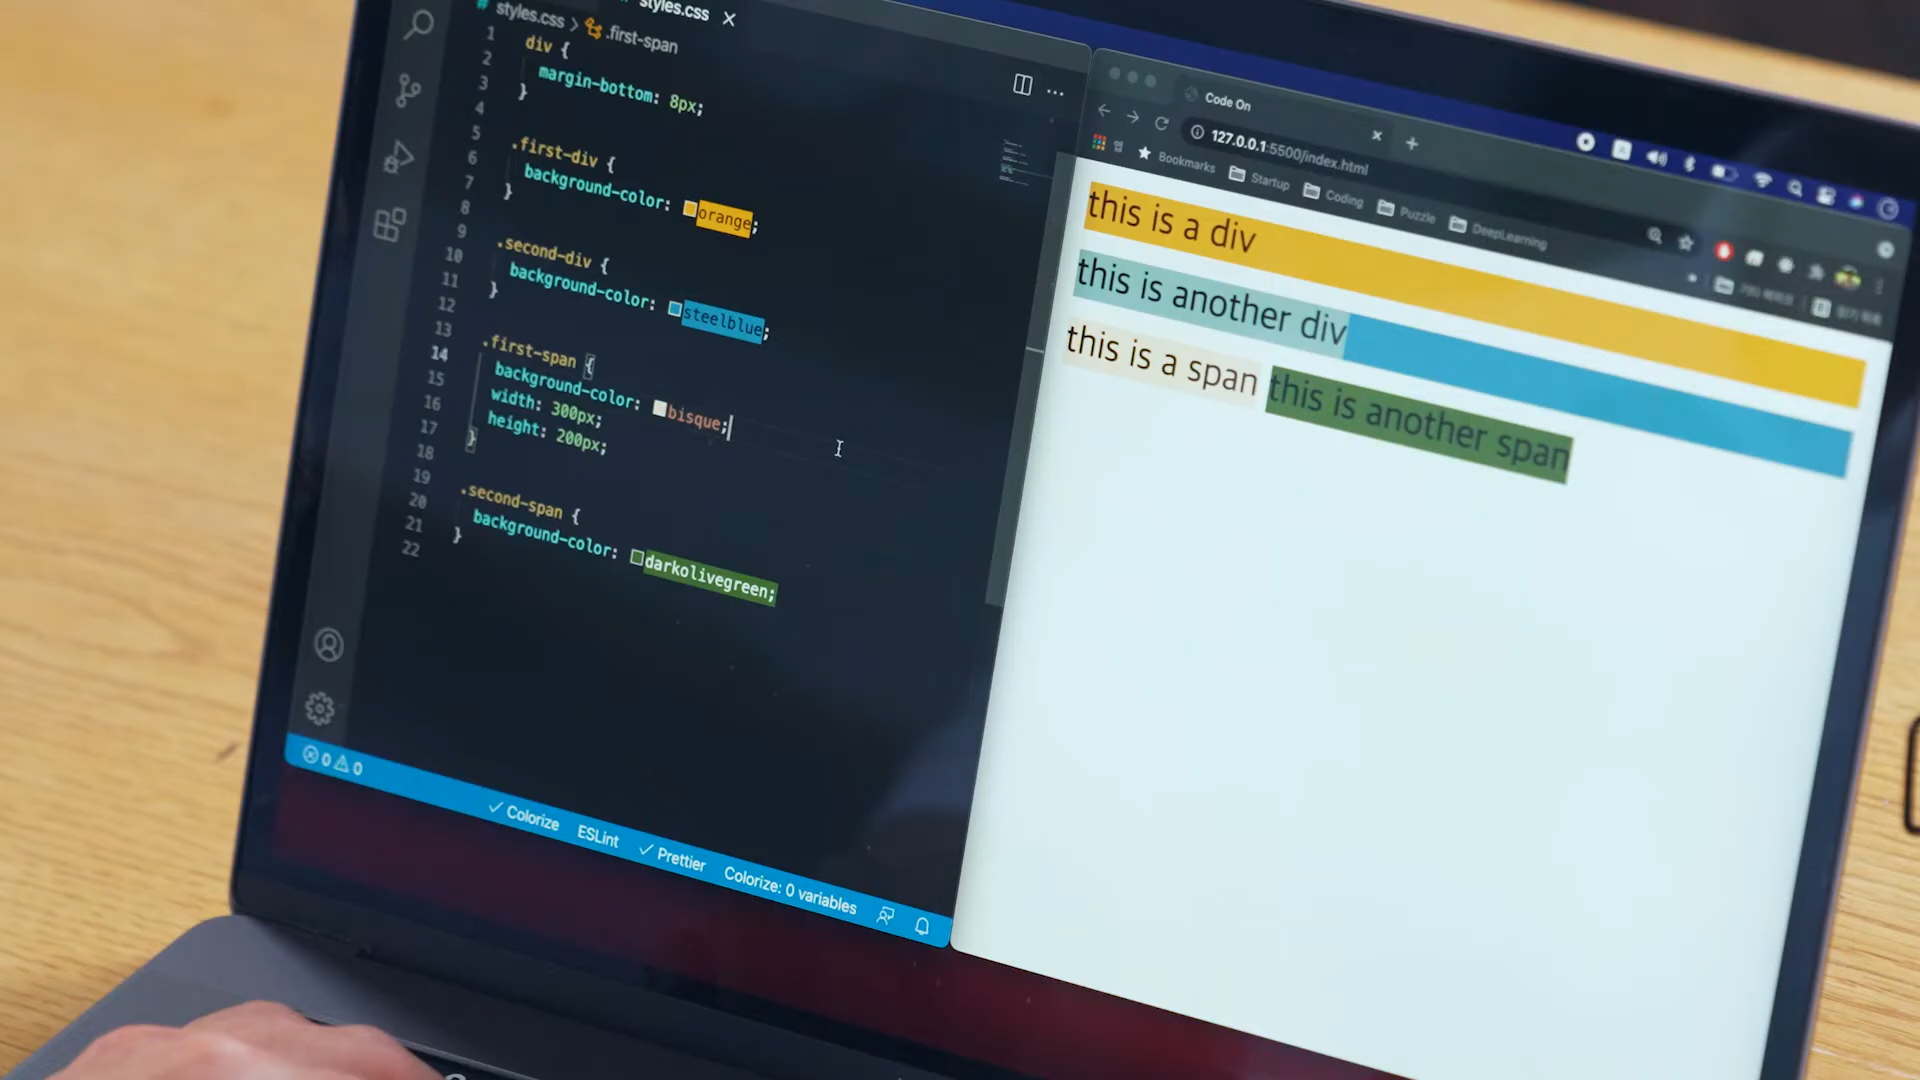 styles.css
styles.css > .first-span
1 div {
2 margin-bottom: 8px;
3 }
4
5 .first-div {
6 background-color: orange;
7 }
8
9 .second-div {
10 background-color: steelblue;
11 }
12
13 .first-span {
14 background-color: bisque;
15 width: 300px;
16 height: 200px;
17 }
18
19 .second-span {
20 background-color: darkolivegreen;
21 }
22
0 0
Colorize ESLint Prettier Colorize: 0 variables
Code On
127.0.0.1:5500/index.html
Bookmarks Startup Coding Puzzle DeepLearning
this is a div
this is another div
this is a span this is another span